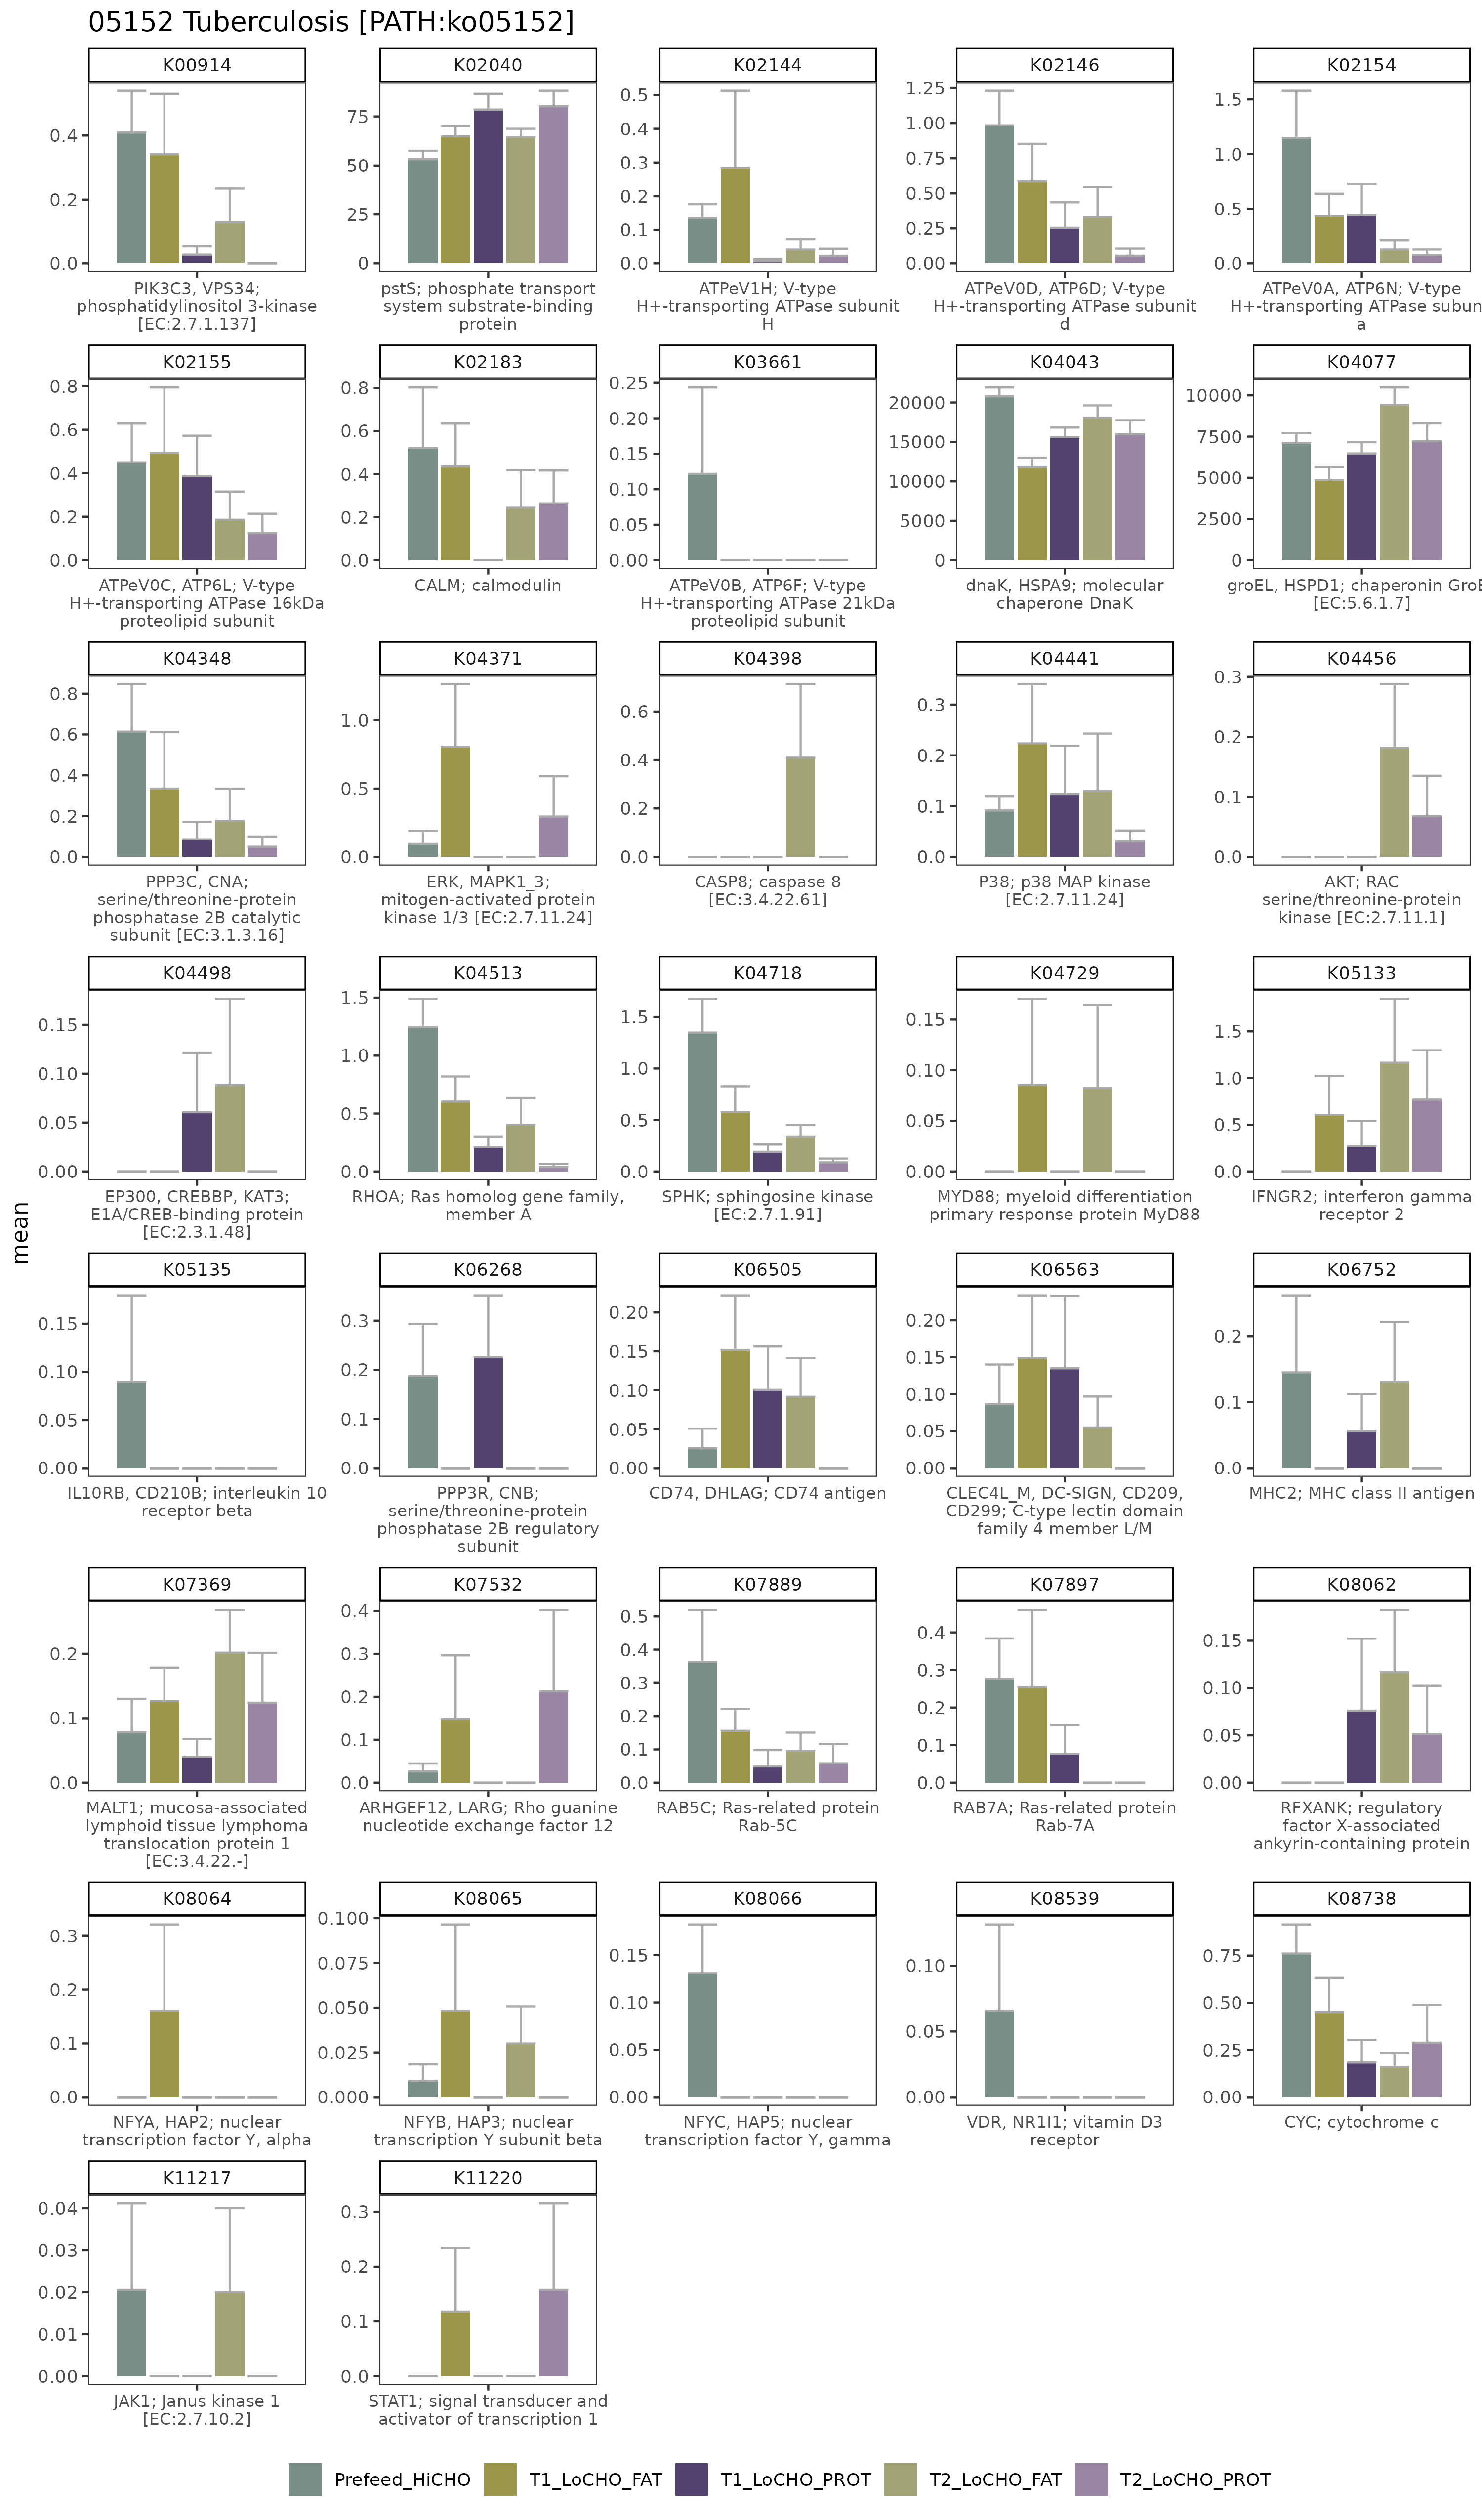 05152 Tuberculosis [PATH:ko05152]
mean
K00914
0.4
0.2
0.0
PIK3C3, VPS34;
phosphatidylinositol 3-kinase
[EC:2.7.1.137]
K02040
75
50
25
0
pstS; phosphate transport
system substrate-binding
protein
K02144
0.5
0.4
0.3
0.2
0.1
0.0
ATPeV1H; V-type
H+-transporting ATPase subunit
H
K02146
1.25
1.00
0.75
0.50
0.25
0.00
ATPeV0D, ATP6D; V-type
H+-transporting ATPase subunit
d
K02154
1.5
1.0
0.5
0.0
ATPeV0A, ATP6N; V-type
H+-transporting ATPase subun
a
K02155
0.8
0.6
0.4
0.2
0.0
ATPeV0C, ATP6L; V-type
H+-transporting ATPase 16kDa
proteolipid subunit
K02183
0.8
0.6
0.4
0.2
0.0
CALM; calmodulin
K03661
0.25
0.20
0.15
0.10
0.05
0.00
ATPeV0B, ATP6F; V-type
H+-transporting ATPase 21kDa
proteolipid subunit
K04043
20000
15000
10000
5000
0
dnaK, HSPA9; molecular
chaperone DnaK
K04077
10000
7500
5000
2500
0
groEL, HSPD1; chaperonin GroE
[EC:5.6.1.7]
K04348
0.8
0.6
0.4
0.2
0.0
PPP3C, CNA;
serine/threonine-protein
phosphatase 2B catalytic
subunit [EC:3.1.3.16]
K04371
1.0
0.5
0.0
ERK, MAPK1_3;
mitogen-activated protein
kinase 1/3 [EC:2.7.11.24]
K04398
0.6
0.4
0.2
0.0
CASP8; caspase 8
[EC:3.4.22.61]
K04441
0.3
0.2
0.1
0.0
P38; p38 MAP kinase
[EC:2.7.11.24]
K04456
0.3
0.2
0.1
0.0
AKT; RAC
serine/threonine-protein
kinase [EC:2.7.11.1]
K04498
0.15
0.10
0.05
0.00
EP300, CREBBP, KAT3;
E1A/CREB-binding protein
[EC:2.3.1.48]
K04513
1.5
1.0
0.5
0.0
RHOA; Ras homolog gene family,
member A
K04718
1.5
1.0
0.5
0.0
SPHK; sphingosine kinase
[EC:2.7.1.91]
K04729
0.15
0.10
0.05
0.00
MYD88; myeloid differentiation
primary response protein MyD88
K05133
1.5
1.0
0.5
0.0
IFNGR2; interferon gamma
receptor 2
K05135
0.15
0.10
0.05
0.00
IL10RB, CD210B; interleukin 10
receptor beta
K06268
0.3
0.2
0.1
0.0
PPP3R, CNB;
serine/threonine-protein
phosphatase 2B regulatory
subunit
K06505
0.20
0.15
0.10
0.05
0.00
CD74, DHLAG; CD74 antigen
K06563
0.20
0.15
0.10
0.05
0.00
CLEC4L_M, DC-SIGN, CD209,
CD299; C-type lectin domain
family 4 member L/M
K06752
0.2
0.1
0.0
MHC2; MHC class II antigen
K07369
0.2
0.1
0.0
MALT1; mucosa-associated
lymphoid tissue lymphoma
translocation protein 1
[EC:3.4.22.-]
K07532
0.4
0.3
0.2
0.1
0.0
ARHGEF12, LARG; Rho guanine
nucleotide exchange factor 12
K07889
0.5
0.4
0.3
0.2
0.1
0.0
RAB5C; Ras-related protein
Rab-5C
K07897
0.4
0.3
0.2
0.1
0.0
RAB7A; Ras-related protein
Rab-7A
K08062
0.15
0.10
0.05
0.00
RFXANK; regulatory
factor X-associated
ankyrin-containing protein
K08064
0.3
0.2
0.1
0.0
NFYA, HAP2; nuclear
transcription factor Y, alpha
K08065
0.100
0.075
0.050
0.025
0.000
NFYB, HAP3; nuclear
transcription Y subunit beta
K08066
0.15
0.10
0.05
0.00
NFYC, HAP5; nuclear
transcription factor Y, gamma
K08539
0.10
0.05
0.00
VDR, NR1I1; vitamin D3
receptor
K08738
0.75
0.50
0.25
0.00
CYC; cytochrome c
K11217
0.04
0.03
0.02
0.01
0.00
JAK1; Janus kinase 1
[EC:2.7.10.2]
K11220
0.3
0.2
0.1
0.0
STAT1; signal transducer and
activator of transcription 1
Prefeed_HiCHO
T1_LoCHO_FAT
T1_LoCHO_PROT
T2_LoCHO_FAT
T2_LoCHO_PROT